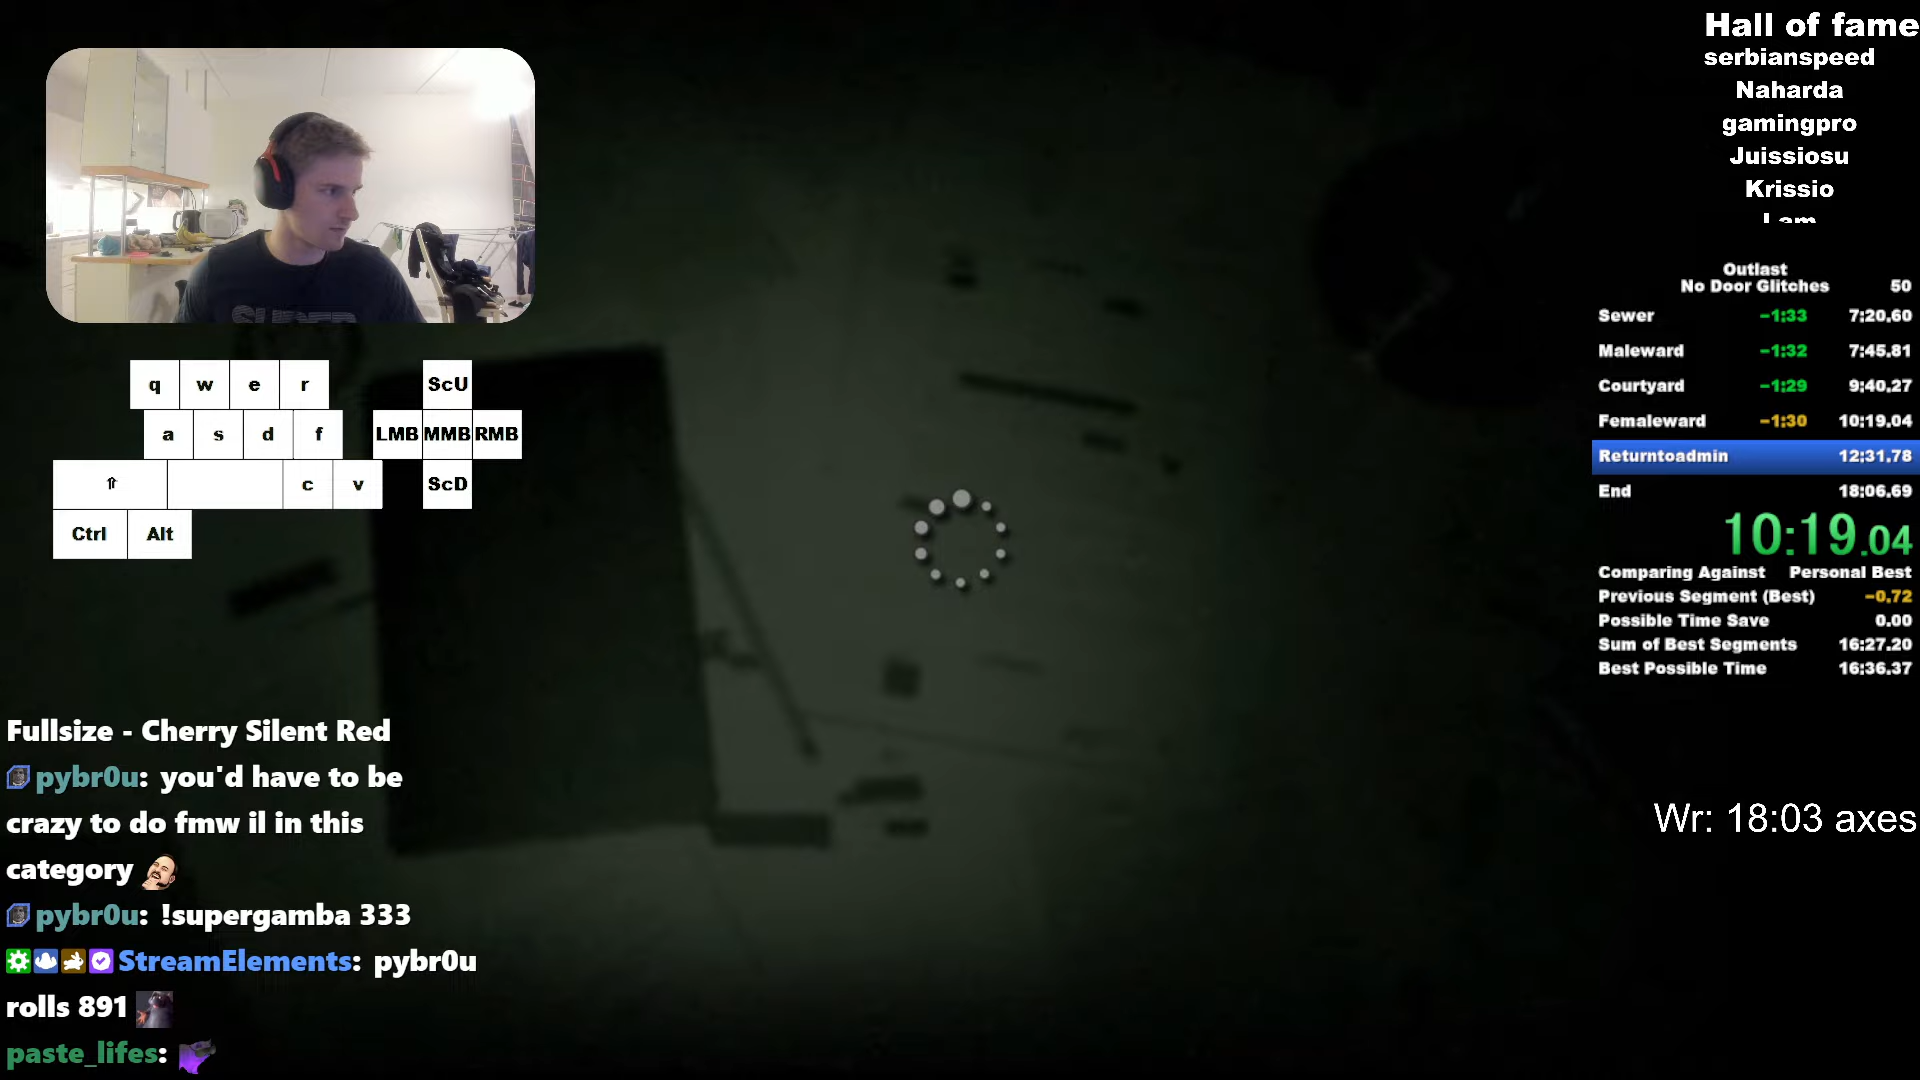 Hall of fame
serbianspeed
Naharda
gamingpro
Juissiosu
Krissio
Outlast
No Door Glitches 50
Sewer −1:33 7:20.60
Maleward −1:32 7:45.81
Courtyard −1:29 9:40.27
Femaleward −1:30 10:19.04
Returntoadmin 12:31.78
End 18:06.69
10:19.04
Comparing Against Personal Best
Previous Segment (Best) −0.72
Possible Time Save 0.00
Sum of Best Segments 16:27.20
Best Possible Time 16:36.37
Wr: 18:03 axes
q w e r ScU
a s d f LMB MMB RMB
⇧ c v ScD
Ctrl Alt
Fullsize - Cherry Silent Red
pybr0u: you'd have to be
crazy to do fmw il in this
category
pybr0u: !supergamba 333
StreamElements: pybr0u
rolls 891
paste_lifes: